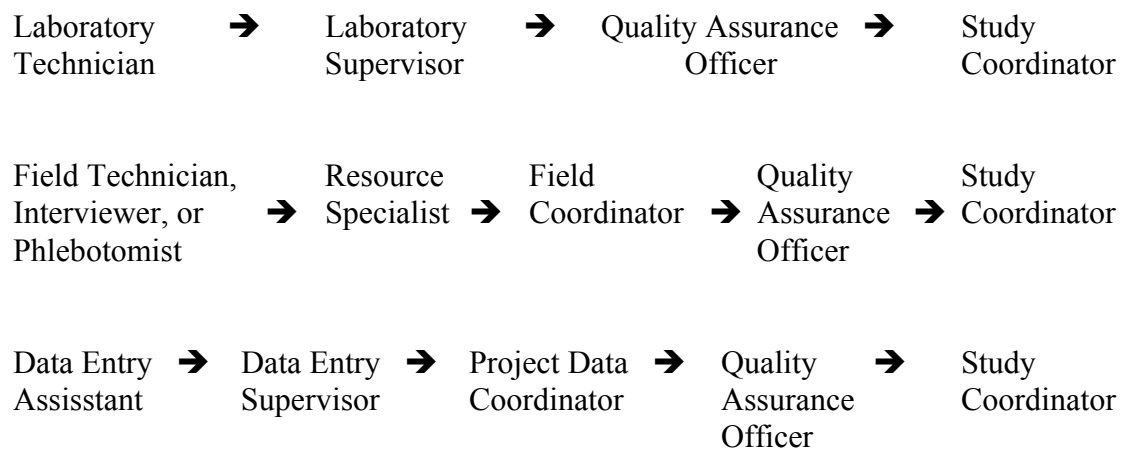 Laboratory ➔ Laboratory ➔ Quality Assurance ➔ Study
Technician Supervisor Officer Coordinator
Field Technician, Resource Field Quality Study
Interviewer, or ➔ Specialist ➔ Coordinator ➔ Assurance ➔ Coordinator
Phlebotomist Officer
Data Entry ➔ Data Entry ➔ Project Data ➔ Quality ➔ Study
Assisstant Supervisor Coordinator Assurance Coordinator
Officer